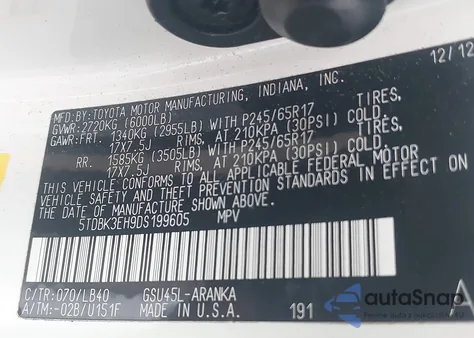 12/12
MFD.BY:TOYOTA MOTOR MANUFACTURING, INDIANA, INC.
GVWR:2720KG (6000LB)
GAWR:FRT. 1340KG (2955LB) WITH P245/65R17 TIRES,
17X7.5J RIMS, AT 210KPA (30PSI) COLD.
RR. 1585KG (3505LB) WITH P245/65R17 TIRES,
17X7.5J RIMS, AT 210KPA (30PSI) COLD.
THIS VEHICLE CONFORMS TO ALL APPLICABLE FEDERAL MOTOR
VEHICLE SAFETY AND THEFT PREVENTION STANDARDS IN EFFECT ON
THE DATE OF MANUFACTURE SHOWN ABOVE.
5TDBK3EH9DS199605 MPV
C/TR:070/LB40 GSU45L-ARANKA
A/TM:-02B/U151F MADE IN U.S.A. 191 A
autoSnap